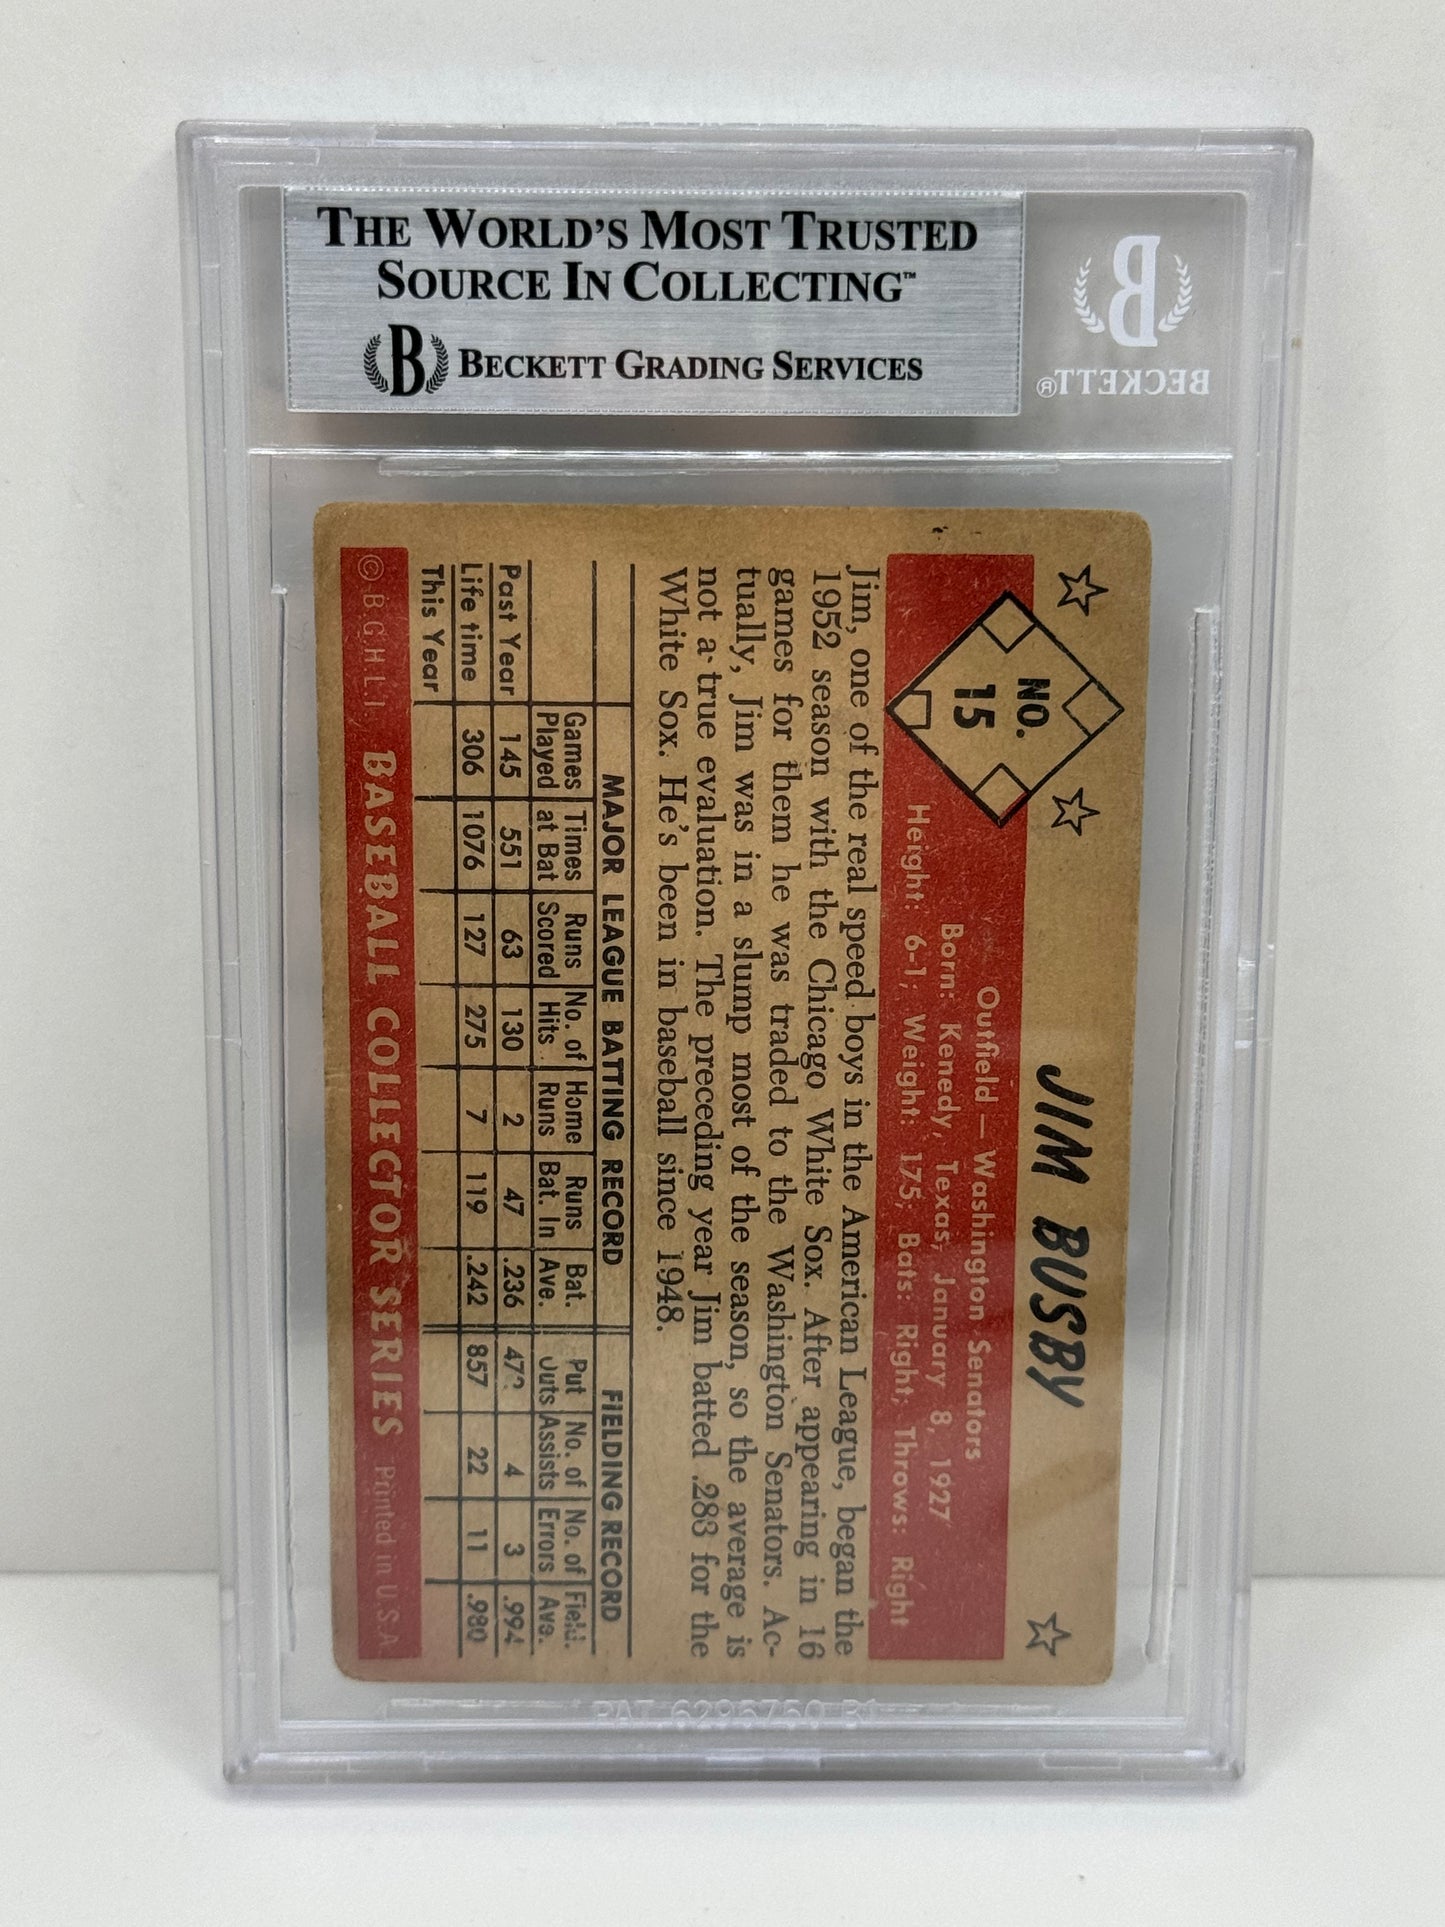 THE WORLD'S MOST TRUSTED
SOURCE IN COLLECTING™
B BECKETT GRADING SERVICES
B
BECKETT®
NO.
15
JIM BUSBY
Outfield — Washington Senators
Born: Kenedy, Texas, January 8, 1927
Height: 6-1; Weight: 175; Bats: Right; Throws: Right
Jim, one of the real speed boys in the American League, began the
1952 season with the Chicago White Sox. After appearing in 16
games for them he was traded to the Washington Senators. Ac-
tually, Jim was in a slump most of the season, so the average is
not a true evaluation. The preceding year Jim batted .283 for the
White Sox. He's been in baseball since 1948.
MAJOR LEAGUE BATTING RECORD FIELDING RECORD
Games Times Runs No. of Home Runs Bat. Put No. of No. of Field.
Played at Bat Scored Hits Runs Bat. In Ave. Outs Assists Errors Ave.
Past Year 145 551 63 130 2 47 .236 4 3 .994
Life time 306 1076 127 275 7 119 .242 857 22 11 .980
This Year
© B.G.H.L.I. BASEBALL COLLECTOR SERIES Printed in U.S.A.
PAT. 6295750 B1